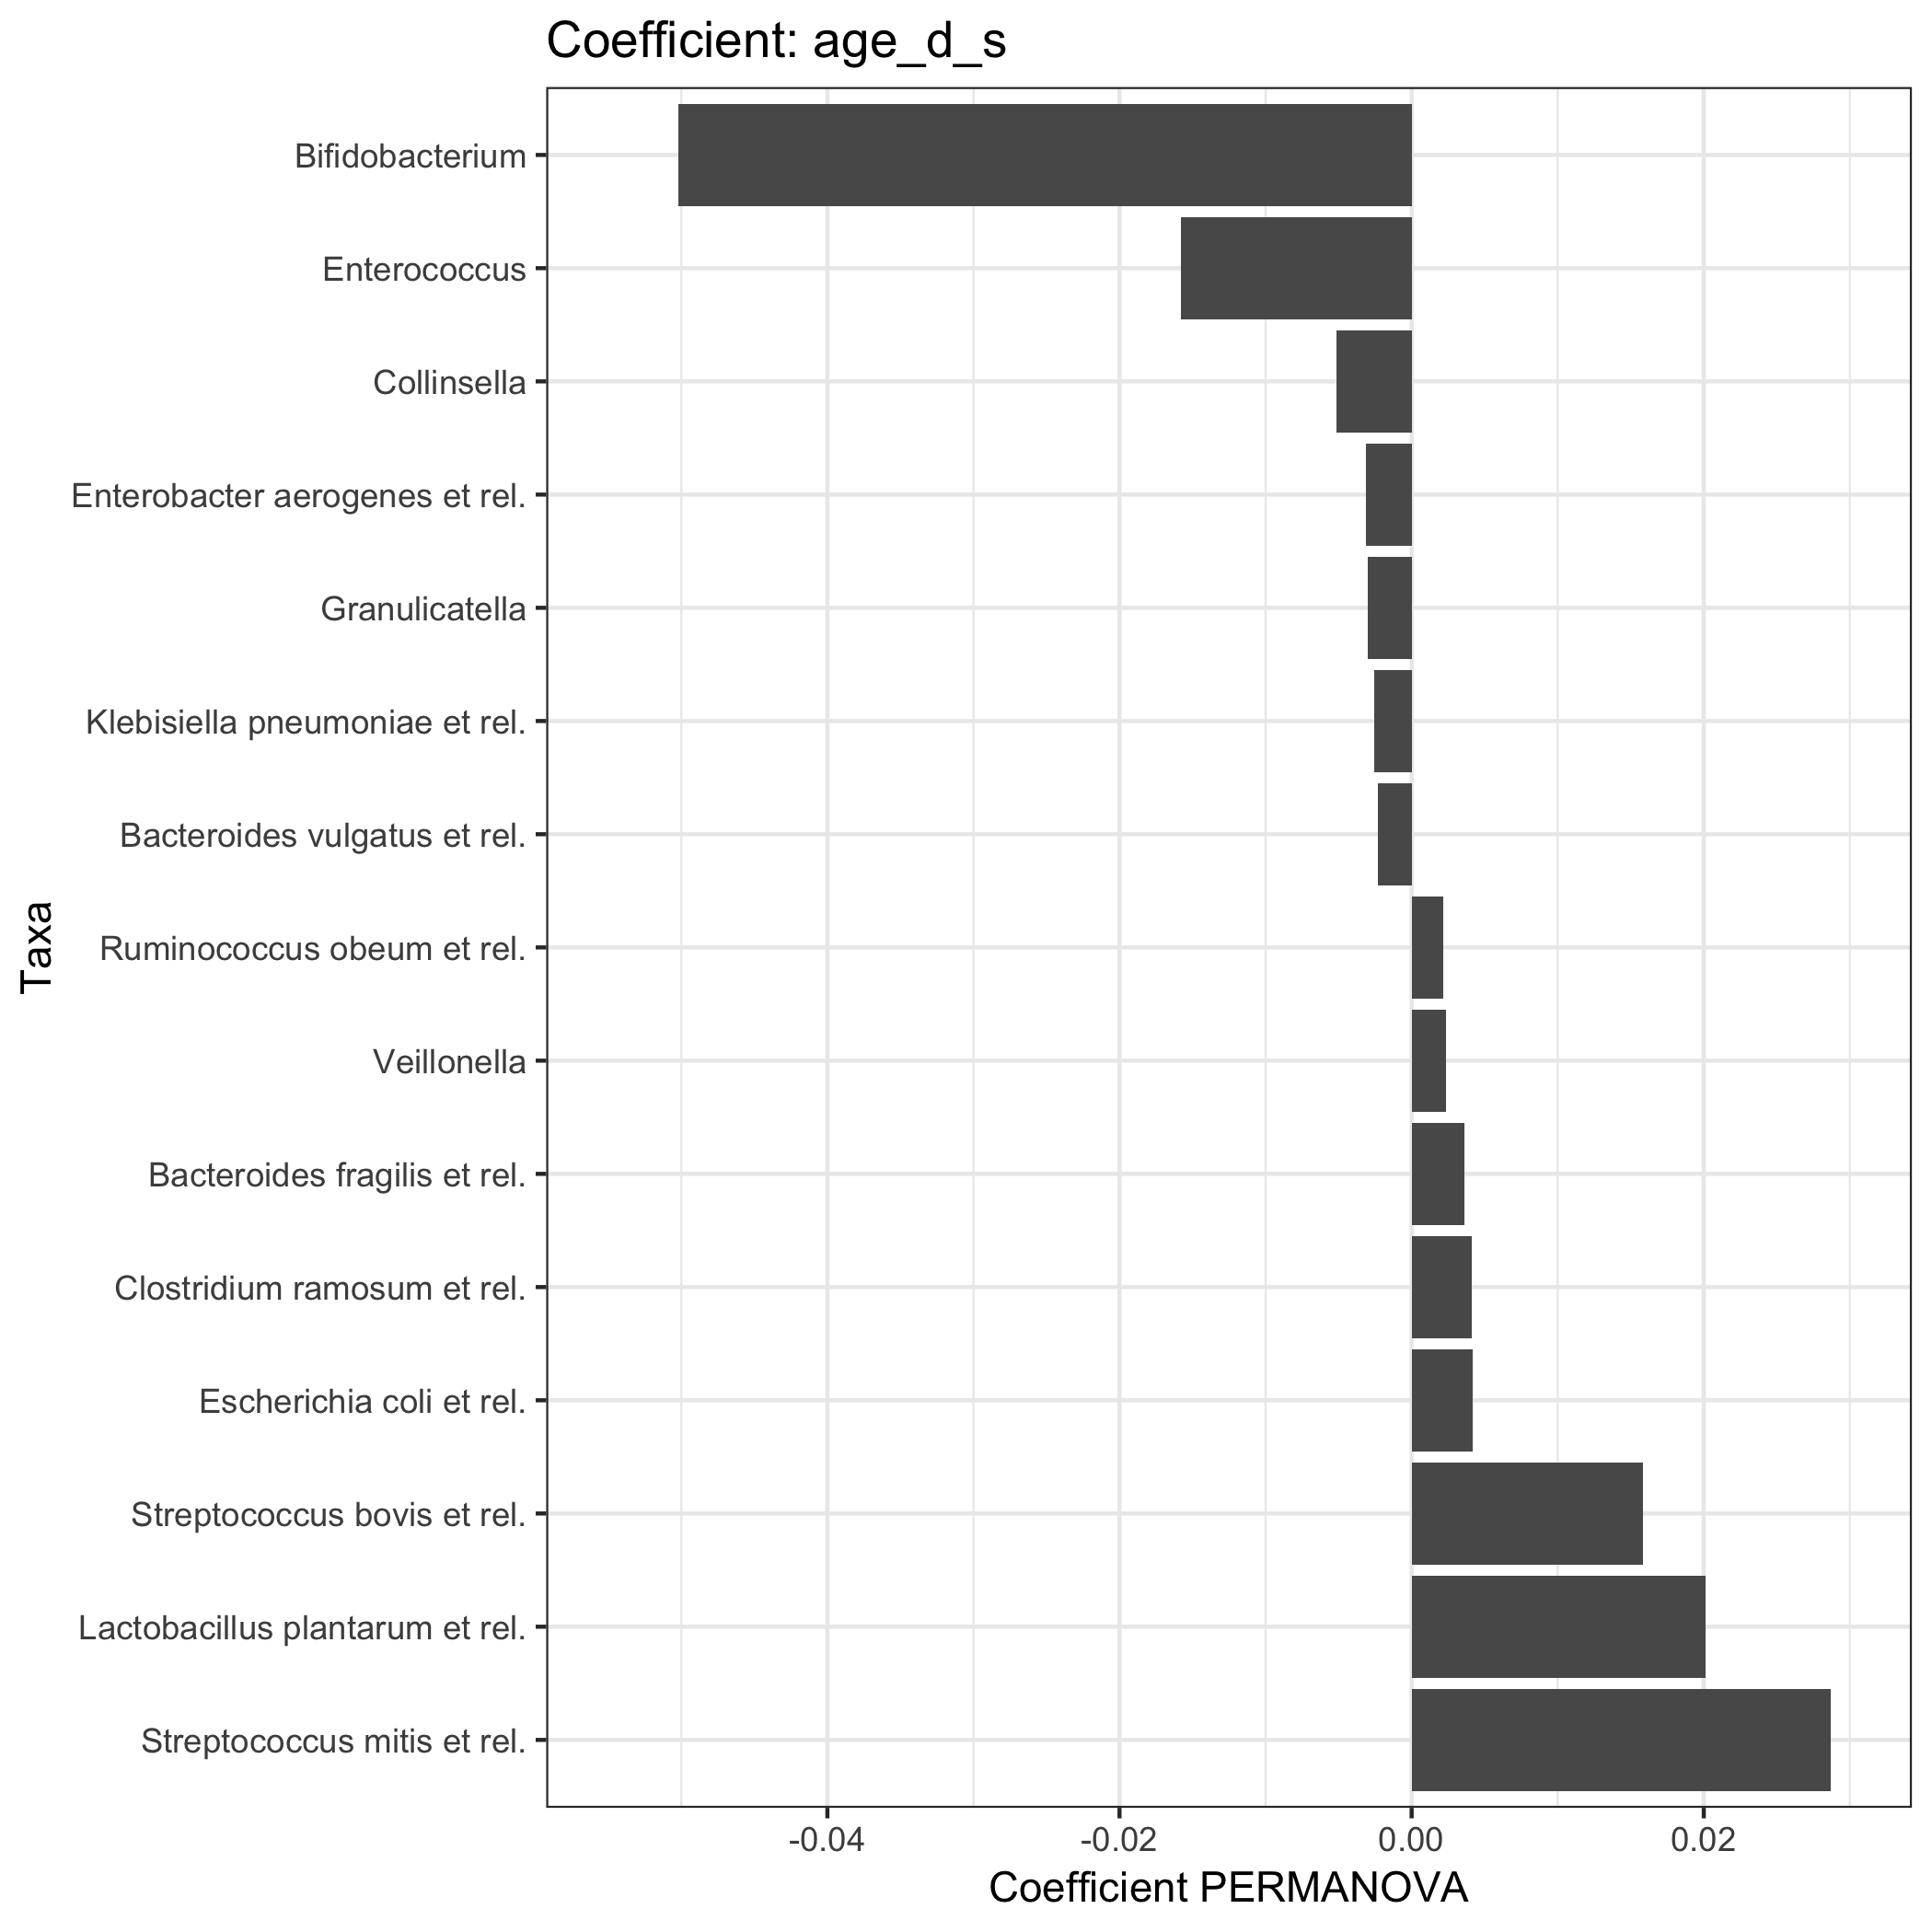 Coefficient: age_d_s
Bifidobacterium
Enterococcus
Collinsella
Enterobacter aerogenes et rel.
Granulicatella
Klebisiella pneumoniae et rel.
Bacteroides vulgatus et rel.
Ruminococcus obeum et rel.
Veillonella
Bacteroides fragilis et rel.
Clostridium ramosum et rel.
Escherichia coli et rel.
Streptococcus bovis et rel.
Lactobacillus plantarum et rel.
Streptococcus mitis et rel.
Taxa
-0.04 -0.02 0.00 0.02
Coefficient PERMANOVA